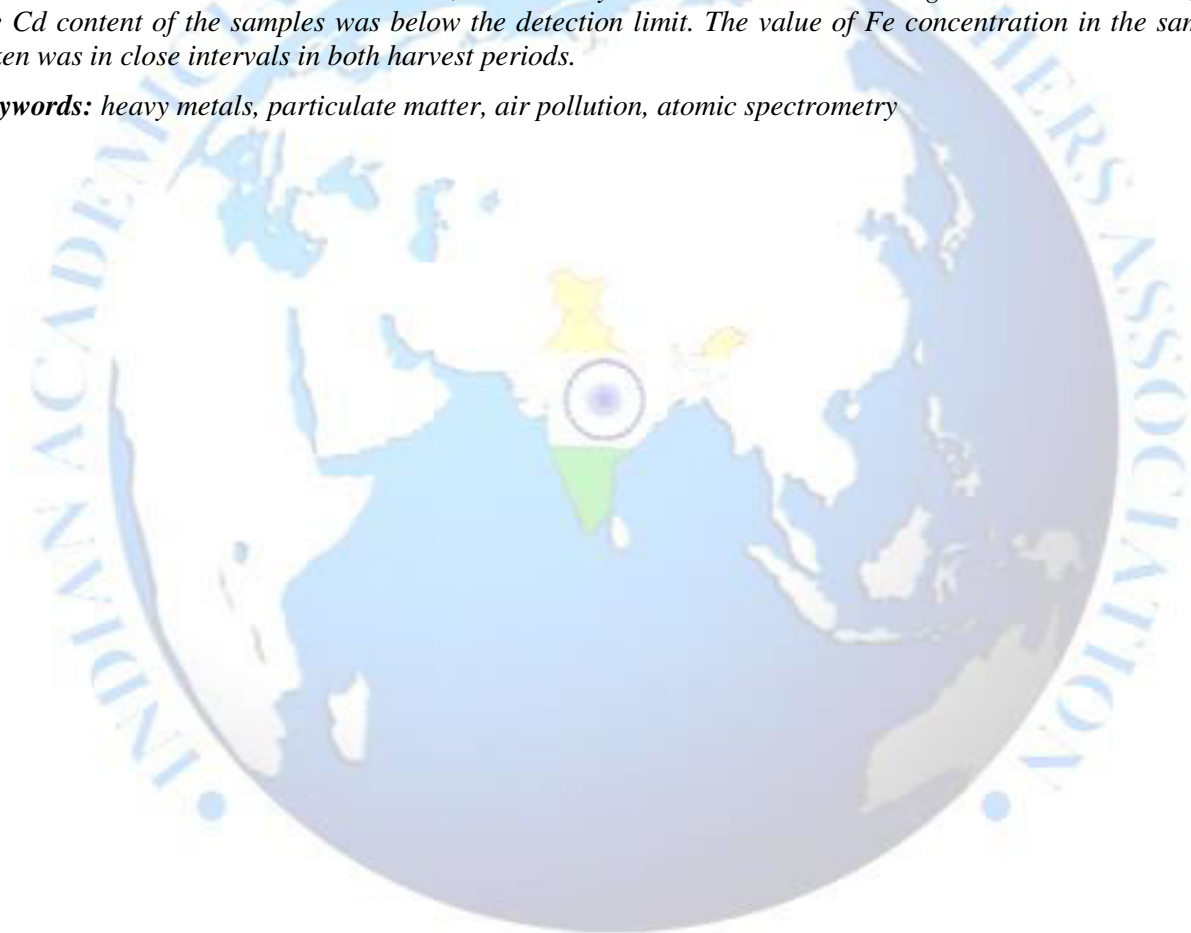 Cd content of the samples was below the detection limit. The value of Fe concentration in the sam
ken was in close intervals in both harvest periods.
ywords: heavy metals, particulate matter, air pollution, atomic spectrometry
INDIAN ACADEMIC HERS ASSOCIATION